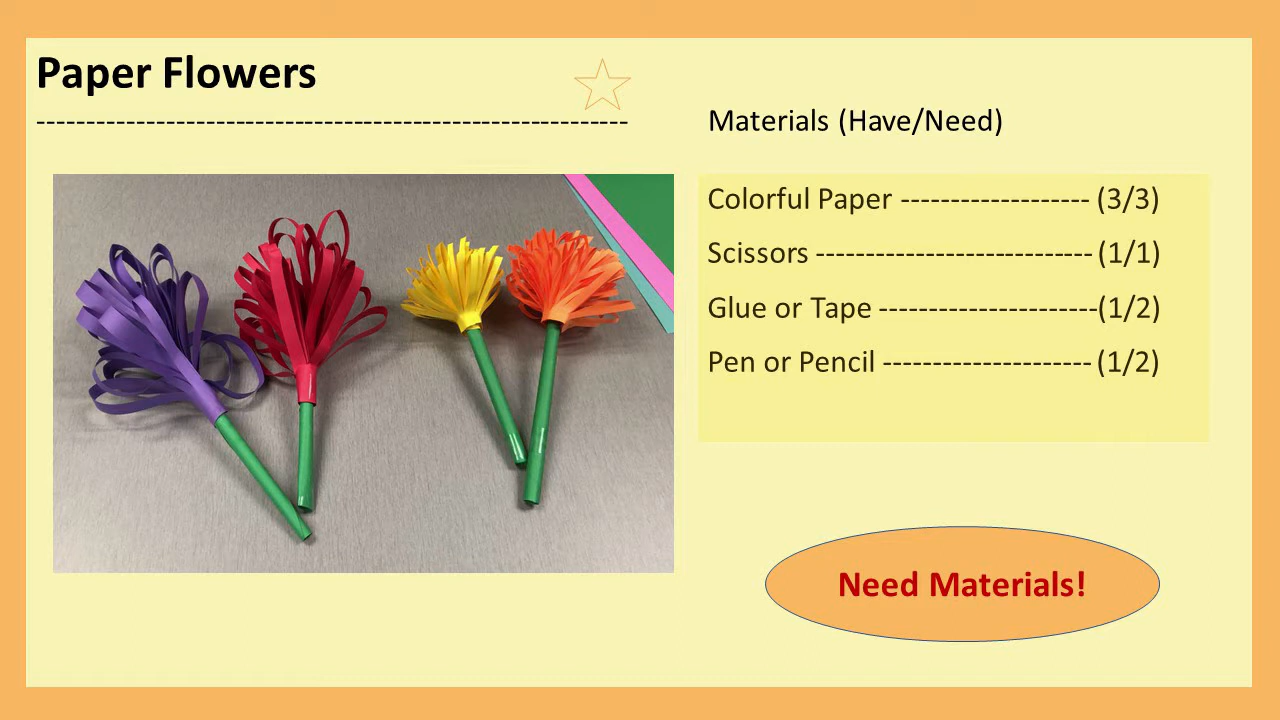 Paper Flowers
------------------------------------------------------------
Materials (Have/Need)
Colorful Paper ------------------- (3/3)
Scissors ---------------------------- (1/1)
Glue or Tape ----------------------(1/2)
Pen or Pencil --------------------- (1/2)
Need Materials!